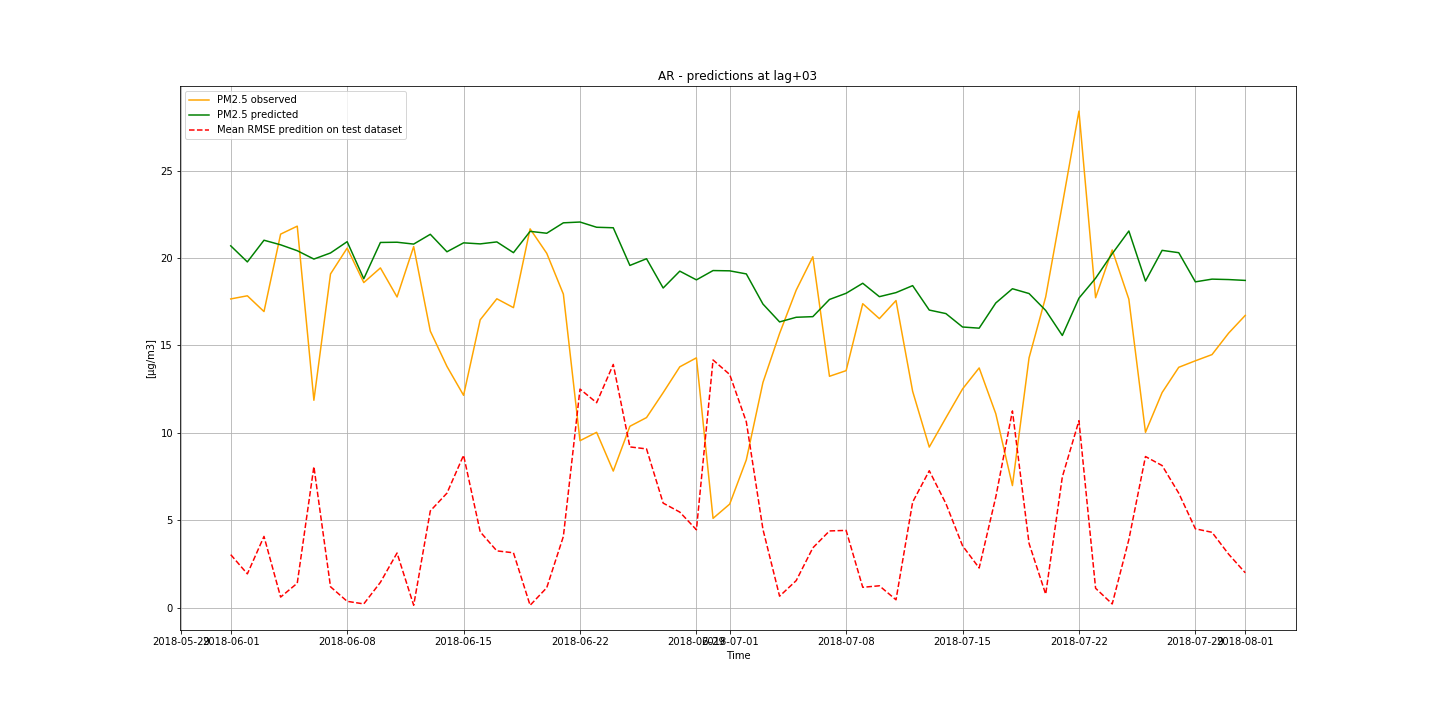 AR - predictions at lag+03
PM2.5 observed
PM2.5 predicted
Mean RMSE predition on test dataset
25
20
15
10
5
0
[µg/m3]
2018-05-29 2018-06-01 2018-06-08 2018-06-15 2018-06-22 2018-06-29 2018-07-01 2018-07-08 2018-07-15 2018-07-22 2018-07-29 2018-08-01
Time